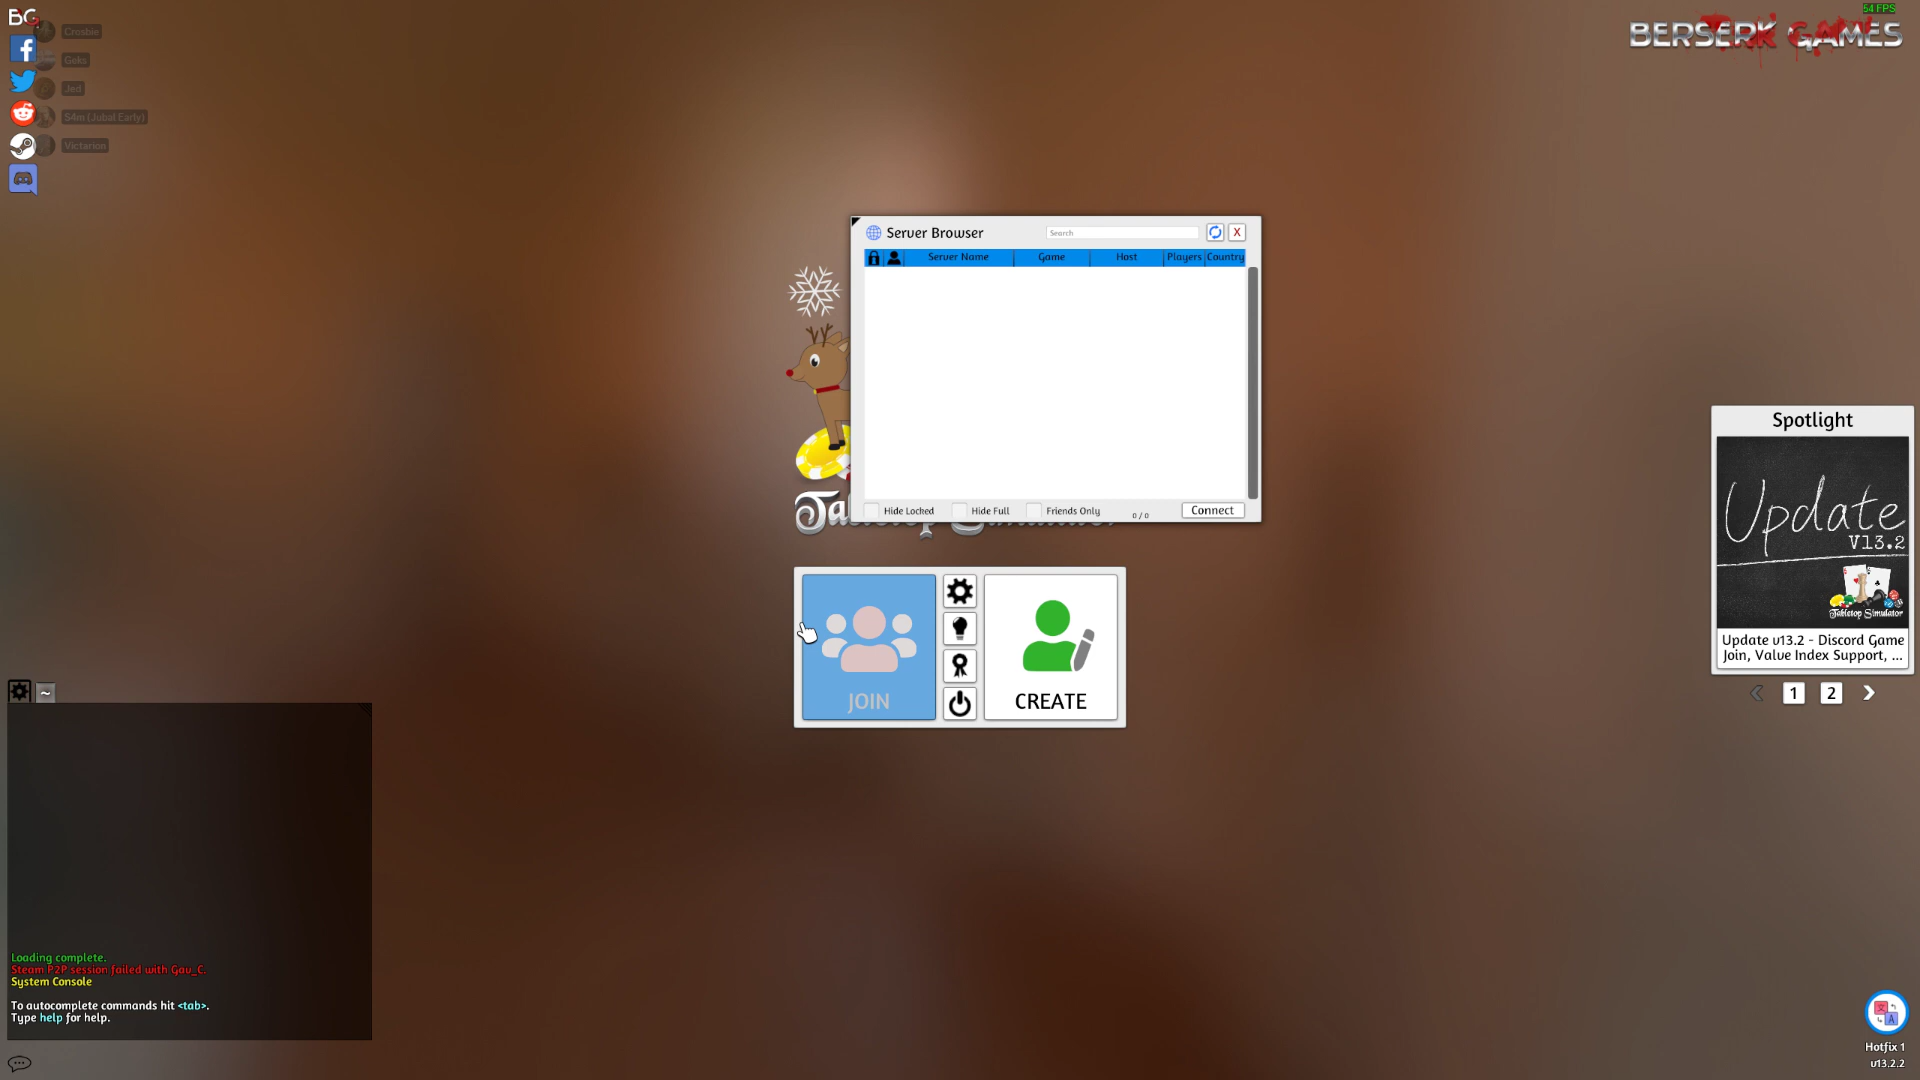 BG
Crosbie
Geks
Jed
S4m (Jubal Early)
Victarion
54 FPS
BERSERK GAMES
Server Browser
Search
X
Server Name
Game
Host
Players
Country
Hide Locked
Hide Full
Friends Only
0 / 0
Connect
JOIN
CREATE
Spotlight
Update
V13.2
Tabletop Simulator
Update v13.2 - Discord Game
Join, Value Index Support, ...
1
2
~
Loading complete.
Steam P2P session failed with Gav_C.
System Console
To autocomplete commands hit <tab>.
Type help for help.
文
A
Hotfix 1
v13.2.2